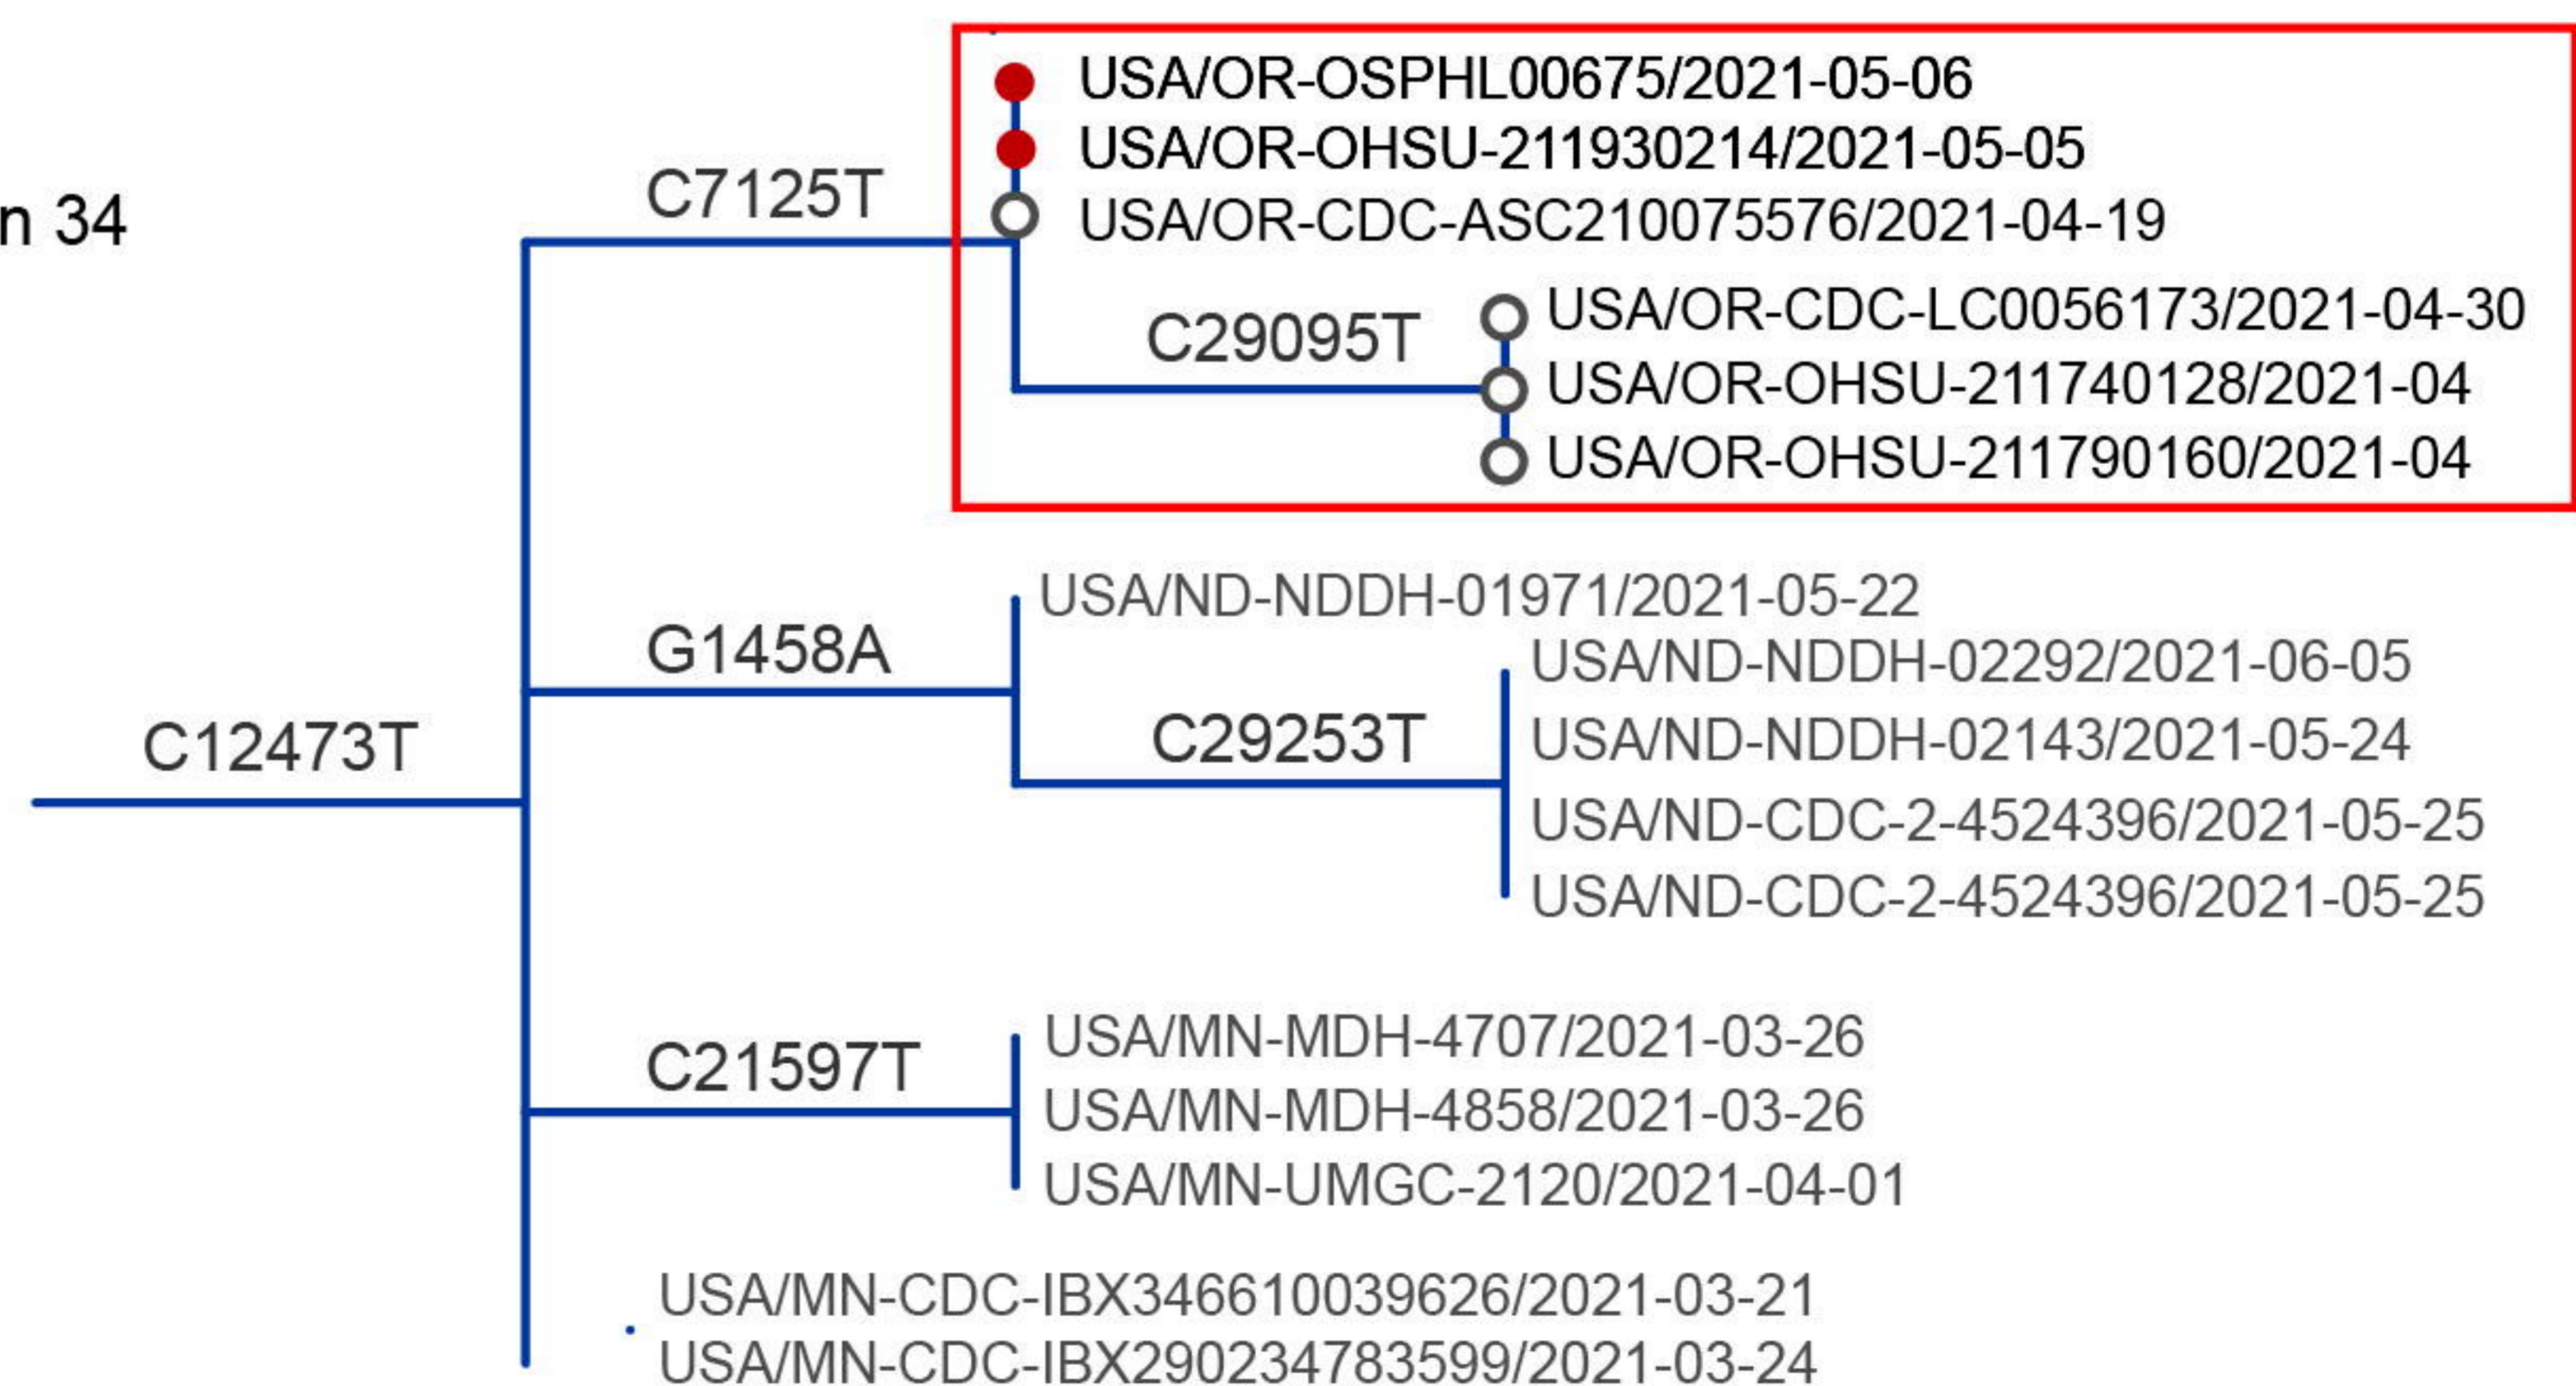 n 34
C12473T
C7125T
USA/OR-OSPHL00675/2021-05-06
USA/OR-OHSU-211930214/2021-05-05
USA/OR-CDC-ASC210075576/2021-04-19
C29095T
USA/OR-CDC-LC0056173/2021-04-30
USA/OR-OHSU-211740128/2021-04
USA/OR-OHSU-211790160/2021-04
G1458A
USA/ND-NDDH-01971/2021-05-22
C29253T
USA/ND-NDDH-02292/2021-06-05
USA/ND-NDDH-02143/2021-05-24
USA/ND-CDC-2-4524396/2021-05-25
USA/ND-CDC-2-4524396/2021-05-25
C21597T
USA/MN-MDH-4707/2021-03-26
USA/MN-MDH-4858/2021-03-26
USA/MN-UMGC-2120/2021-04-01
USA/MN-CDC-IBX346610039626/2021-03-21
USA/MN-CDC-IBX290234783599/2021-03-24